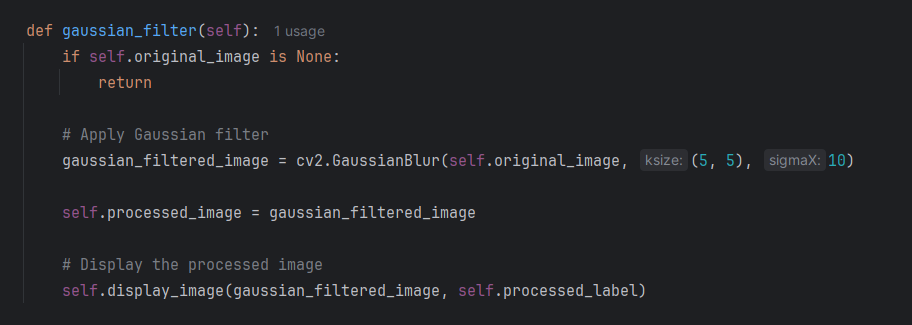 def gaussian_filter(self): 1 usage
if self.original_image is None:
return
# Apply Gaussian filter
gaussian_filtered_image = cv2.GaussianBlur(self.original_image, ksize: (5, 5), sigmaX: 10)
self.processed_image = gaussian_filtered_image
# Display the processed image
self.display_image(gaussian_filtered_image, self.processed_label)